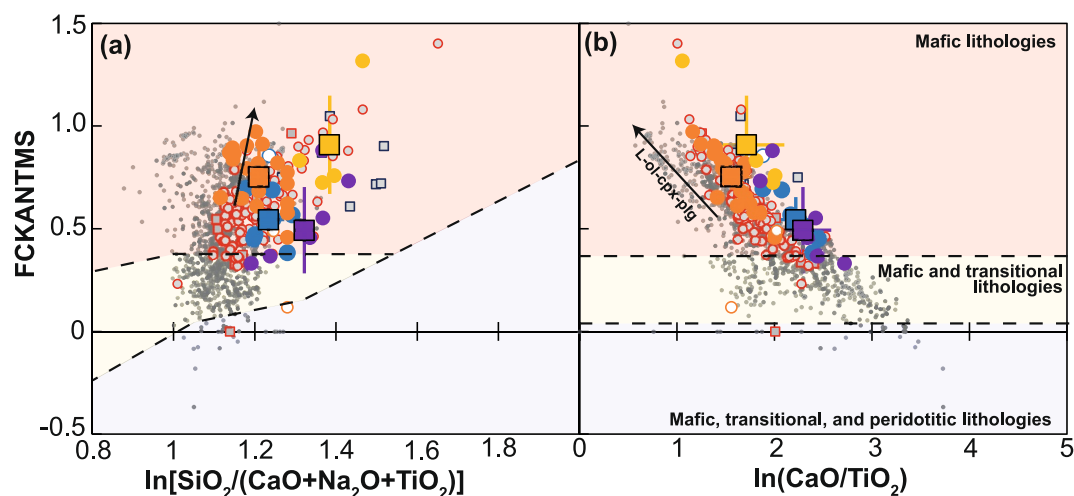 (a)
(b)
Mafic lithologies
1.5
1.0
0.5
0
-0.5
FCKANTMS
L-ol-cpx-plg
Mafic and transitional
lithologies
Mafic, transitional, and peridotitic lithologies
0.8
1
1.2
1.4
1.6
1.8
0
1
2
3
4
5
ln[SiO2/(CaO+Na2O+TiO2)]
ln(CaO/TiO2)